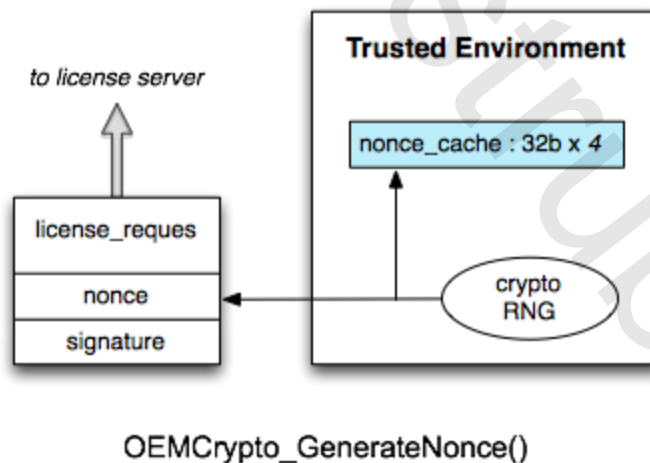 Trusted Environment
to license server
nonce_cache : 32b x 4
license_reques
nonce
signature
crypto
RNG
OEMCrypto_GenerateNonce()